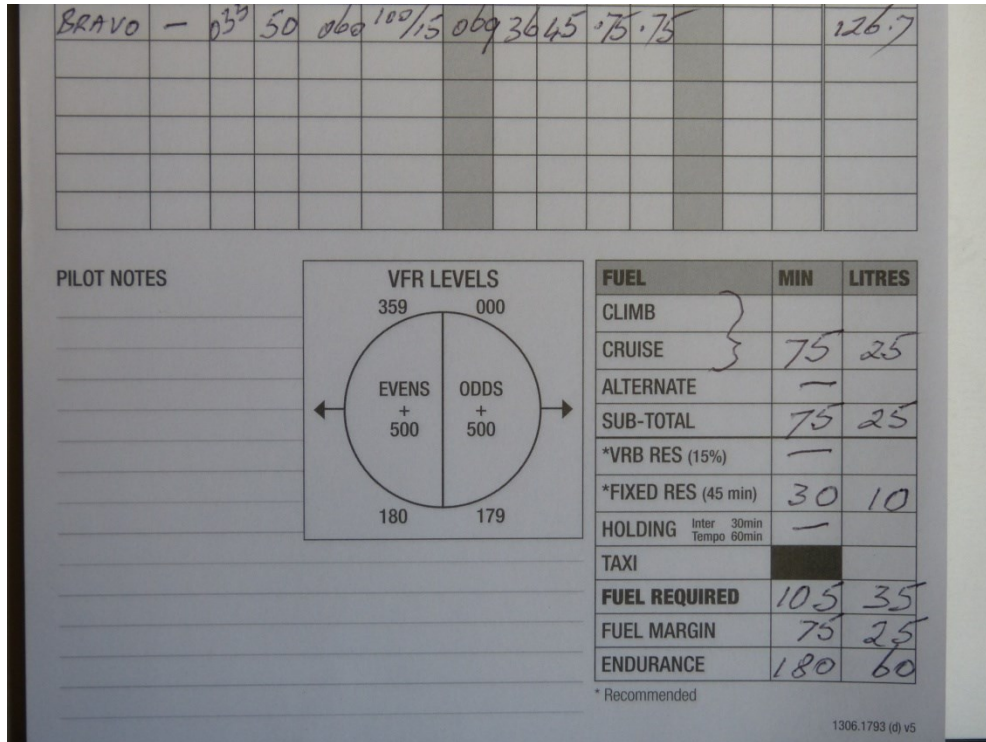 BRAVO — 035 50 060 100/15 069 36 45 .75 .75 126.7
PILOT NOTES
VFR LEVELS
359 000
EVENS + 500
ODDS + 500
180 179
FUEL MIN LITRES
CLIMB
CRUISE 75 25
ALTERNATE —
SUB-TOTAL 75 25
*VRB RES (15%) —
*FIXED RES (45 min) 30 10
HOLDING Inter 30min Tempo 60min —
TAXI
FUEL REQUIRED 105 35
FUEL MARGIN 75 25
ENDURANCE 180 60
* Recommended
1306.1793 (d) v5